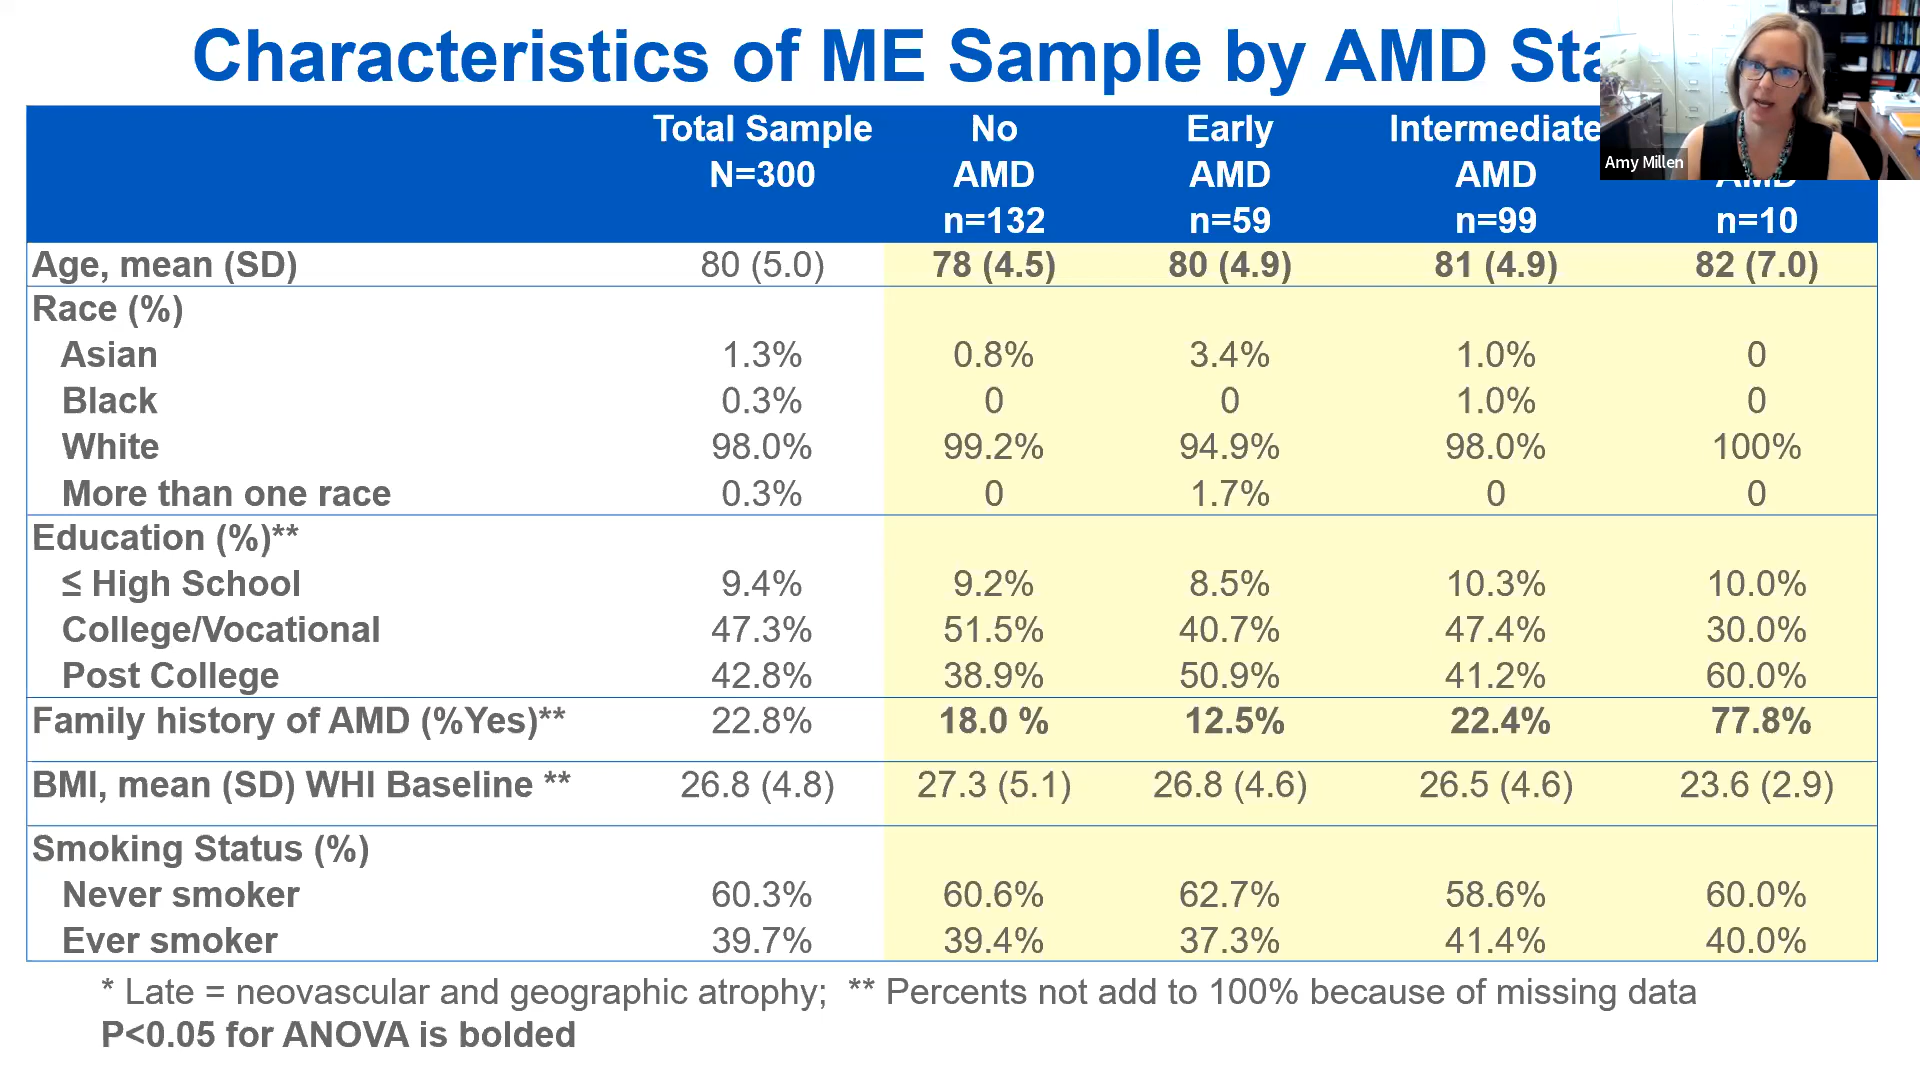 Characteristics of ME Sample by AMD Sta
Amy Millen
Total Sample N=300 No AMD n=132 Early AMD n=59 Intermediate AMD n=99 AMD n=10
Age, mean (SD) 80 (5.0) 78 (4.5) 80 (4.9) 81 (4.9) 82 (7.0)
Race (%)
Asian 1.3% 0.8% 3.4% 1.0% 0
Black 0.3% 0 0 1.0% 0
White 98.0% 99.2% 94.9% 98.0% 100%
More than one race 0.3% 0 1.7% 0 0
Education (%)**
≤ High School 9.4% 9.2% 8.5% 10.3% 10.0%
College/Vocational 47.3% 51.5% 40.7% 47.4% 30.0%
Post College 42.8% 38.9% 50.9% 41.2% 60.0%
Family history of AMD (%Yes)** 22.8% 18.0 % 12.5% 22.4% 77.8%
BMI, mean (SD) WHI Baseline ** 26.8 (4.8) 27.3 (5.1) 26.8 (4.6) 26.5 (4.6) 23.6 (2.9)
Smoking Status (%)
Never smoker 60.3% 60.6% 62.7% 58.6% 60.0%
Ever smoker 39.7% 39.4% 37.3% 41.4% 40.0%
* Late = neovascular and geographic atrophy; ** Percents not add to 100% because of missing data
P<0.05 for ANOVA is bolded